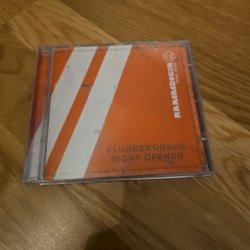 RAMMSTEIN
FLUGREKORDER
NICHT ÖFFNEN